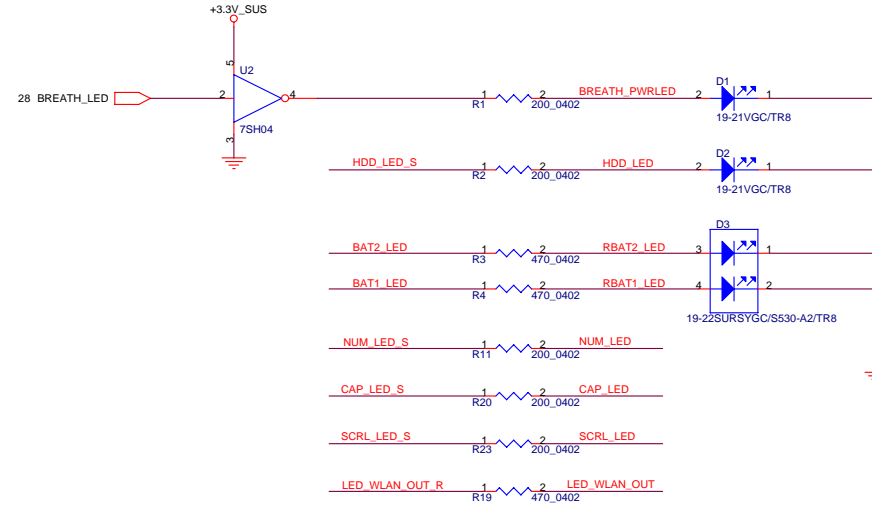 +3.3V_SUS
5
U2
28 BREATH_LED
2
4
1
2
BREATH_PWRLED
2
D1
1
R1
200_0402
19-21VGC/TR8
7SH04
3
HDD_LED_S
1
2
HDD_LED
2
D2
1
R2
200_0402
19-21VGC/TR8
D3
BAT2_LED
1
2
RBAT2_LED
3
1
R3
470_0402
BAT1_LED
1
2
RBAT1_LED
4
2
R4
470_0402
19-22SURSYGC/S530-A2/TR8
NUM_LED_S
1
2
NUM_LED
R11
200_0402
CAP_LED_S
1
2
CAP_LED
R20
200_0402
SCRL_LED_S
1
2
SCRL_LED
R23
200_0402
LED_WLAN_OUT_R
1
2
LED_WLAN_OUT
R19
470_0402